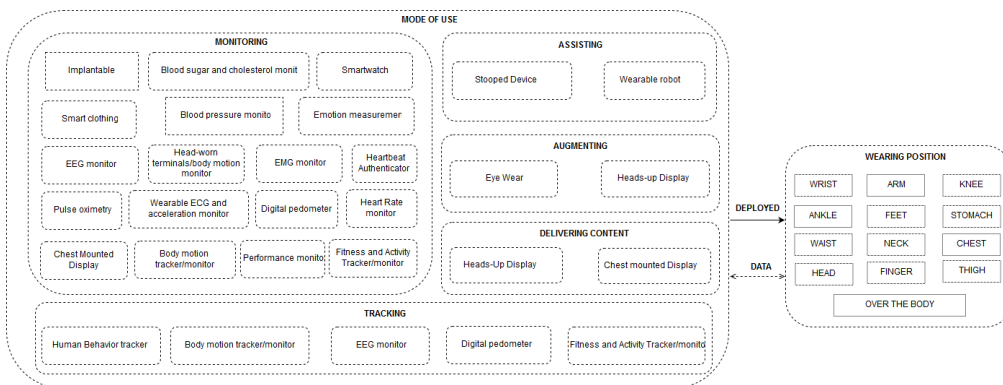 MODE OF USE
MONITORING
Implantable
Blood sugar and cholesterol monit
Smartwatch
Smart clothing
Blood pressure monito
Emotion measuremer
EEG monitor
Head-worn
terminals/body motion
monitor
EMG monitor
Heartbeat
Authenticator
Pulse oximetry
Wearable ECG and
acceleration monitor
Digital pedometer
Heart Rate
monitor
Chest Mounted
Display
Body motion
tracker/monitor
Performance monito
Fitness and Activity
Tracker/monitor
ASSISTING
Stooped Device
Wearable robot
AUGMENTING
Eye Wear
Heads-up Display
DELIVERING CONTENT
Heads-Up Display
Chest mounted Display
TRACKING
Human Behavior tracker
Body motion tracker/monitor
EEG monitor
Digital pedometer
Fitness and Activity Tracker/monito
DEPLOYED
DATA
WEARING POSITION
WRIST
ARM
KNEE
ANKLE
FEET
STOMACH
WAIST
NECK
CHEST
HEAD
FINGER
THIGH
OVER THE BODY